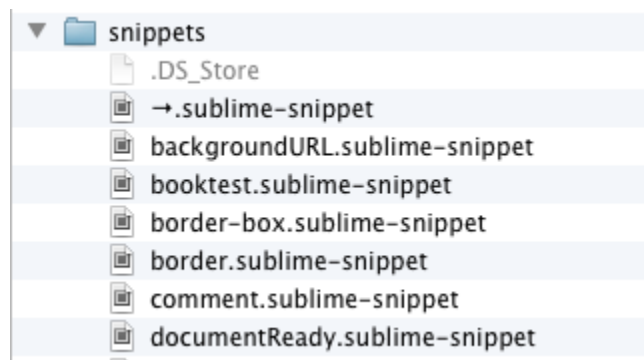 snippets
.DS_Store
→.sublime-snippet
backgroundURL.sublime-snippet
booktest.sublime-snippet
border-box.sublime-snippet
border.sublime-snippet
comment.sublime-snippet
documentReady.sublime-snippet